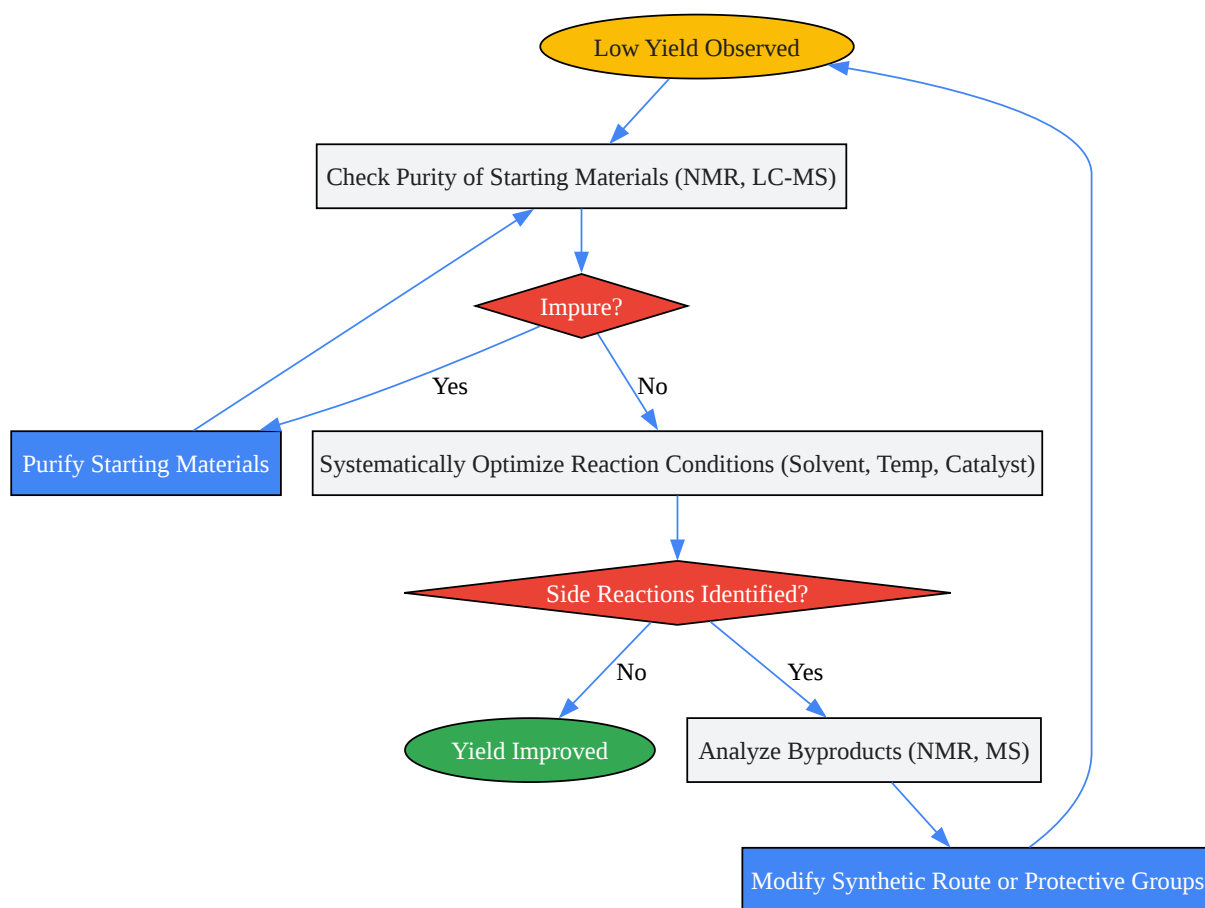 Low Yield Observed
Check Purity of Starting Materials (NMR, LC-MS)
Impure?
Yes
No
Purify Starting Materials
Systematically Optimize Reaction Conditions (Solvent, Temp, Catalyst)
Side Reactions Identified?
No
Yes
Yield Improved
Analyze Byproducts (NMR, MS)
Modify Synthetic Route or Protective Groups